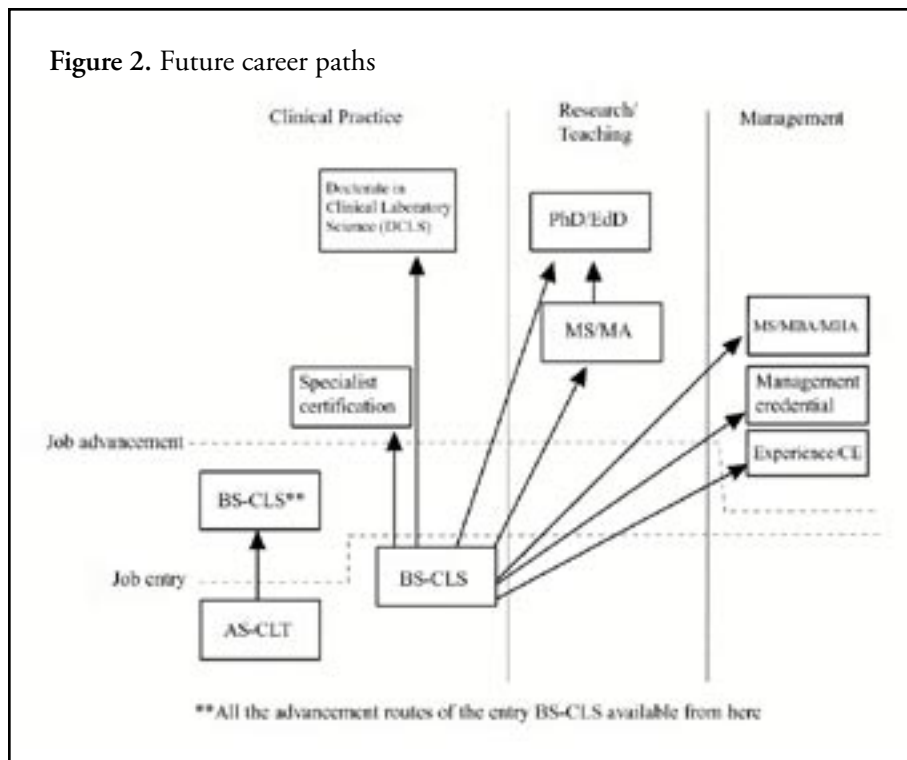 Figure 2. Future career paths
Clinical Practice
Research/
Teaching
Management
Doctorate in
Clinical Laboratory
Science (DCLS)
PhD/EdD
MS/MA
MS/MBA/MHA
Specialist
certification
Management
credential
Job advancement
Experience/CE
BS-CLS**
Job entry
BS-CLS
AS-CLT
**All the advancement routes of the entry BS-CLS available from here